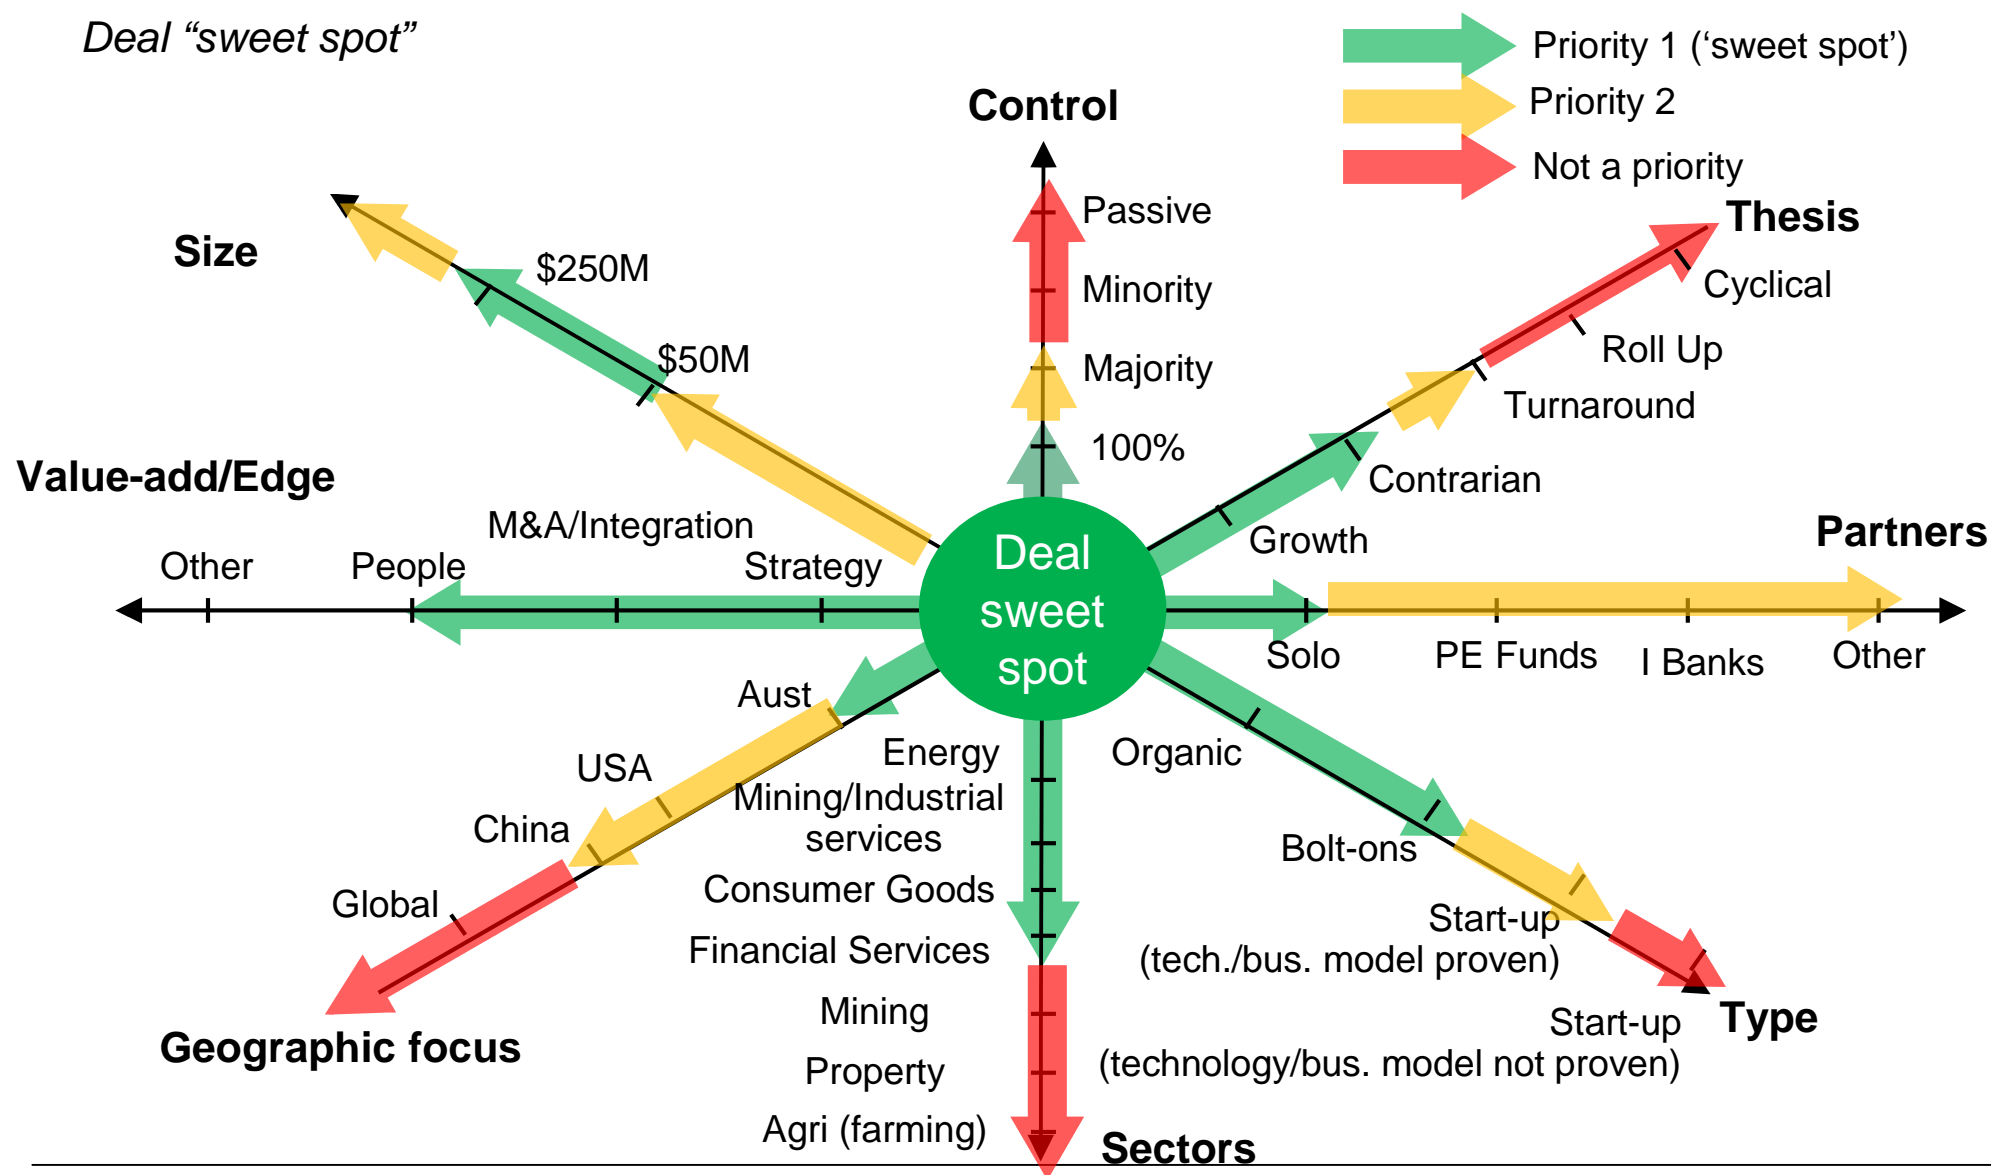 Deal “sweet spot”
Priority 1 (‘sweet spot’)
Priority 2
Not a priority
Control
Passive
Minority
Majority
100%
Thesis
Cyclical
Roll Up
Turnaround
Contrarian
Growth
Size
$250M
$50M
Value-add/Edge
Other
People
M&A/Integration
Strategy
Deal
sweet
spot
Partners
Solo
PE Funds
I Banks
Other
Aust
USA
China
Global
Geographic focus
Energy
Mining/Industrial
services
Consumer Goods
Financial Services
Mining
Property
Agri (farming)
Sectors
Organic
Bolt-ons
Start-up
(tech./bus. model proven)
Start-up
(technology/bus. model not proven)
Type